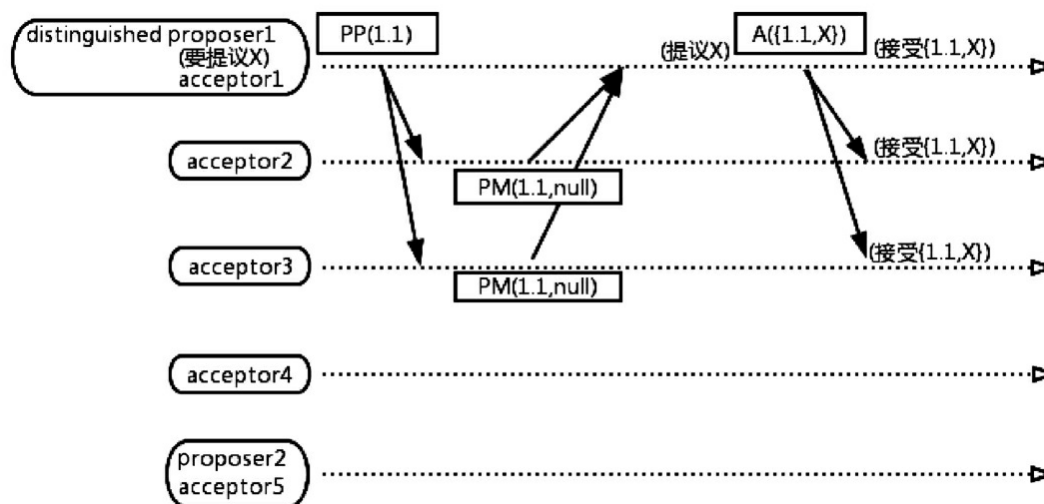 distinguished proposer1
(要提议X)
acceptor1
PP(1.1)
(提议X)
A({1.1,X})
(接受{1.1,X})
acceptor2
PM(1.1,null)
(接受{1.1,X})
acceptor3
PM(1.1,null)
(接受{1.1,X})
acceptor4
proposer2
acceptor5